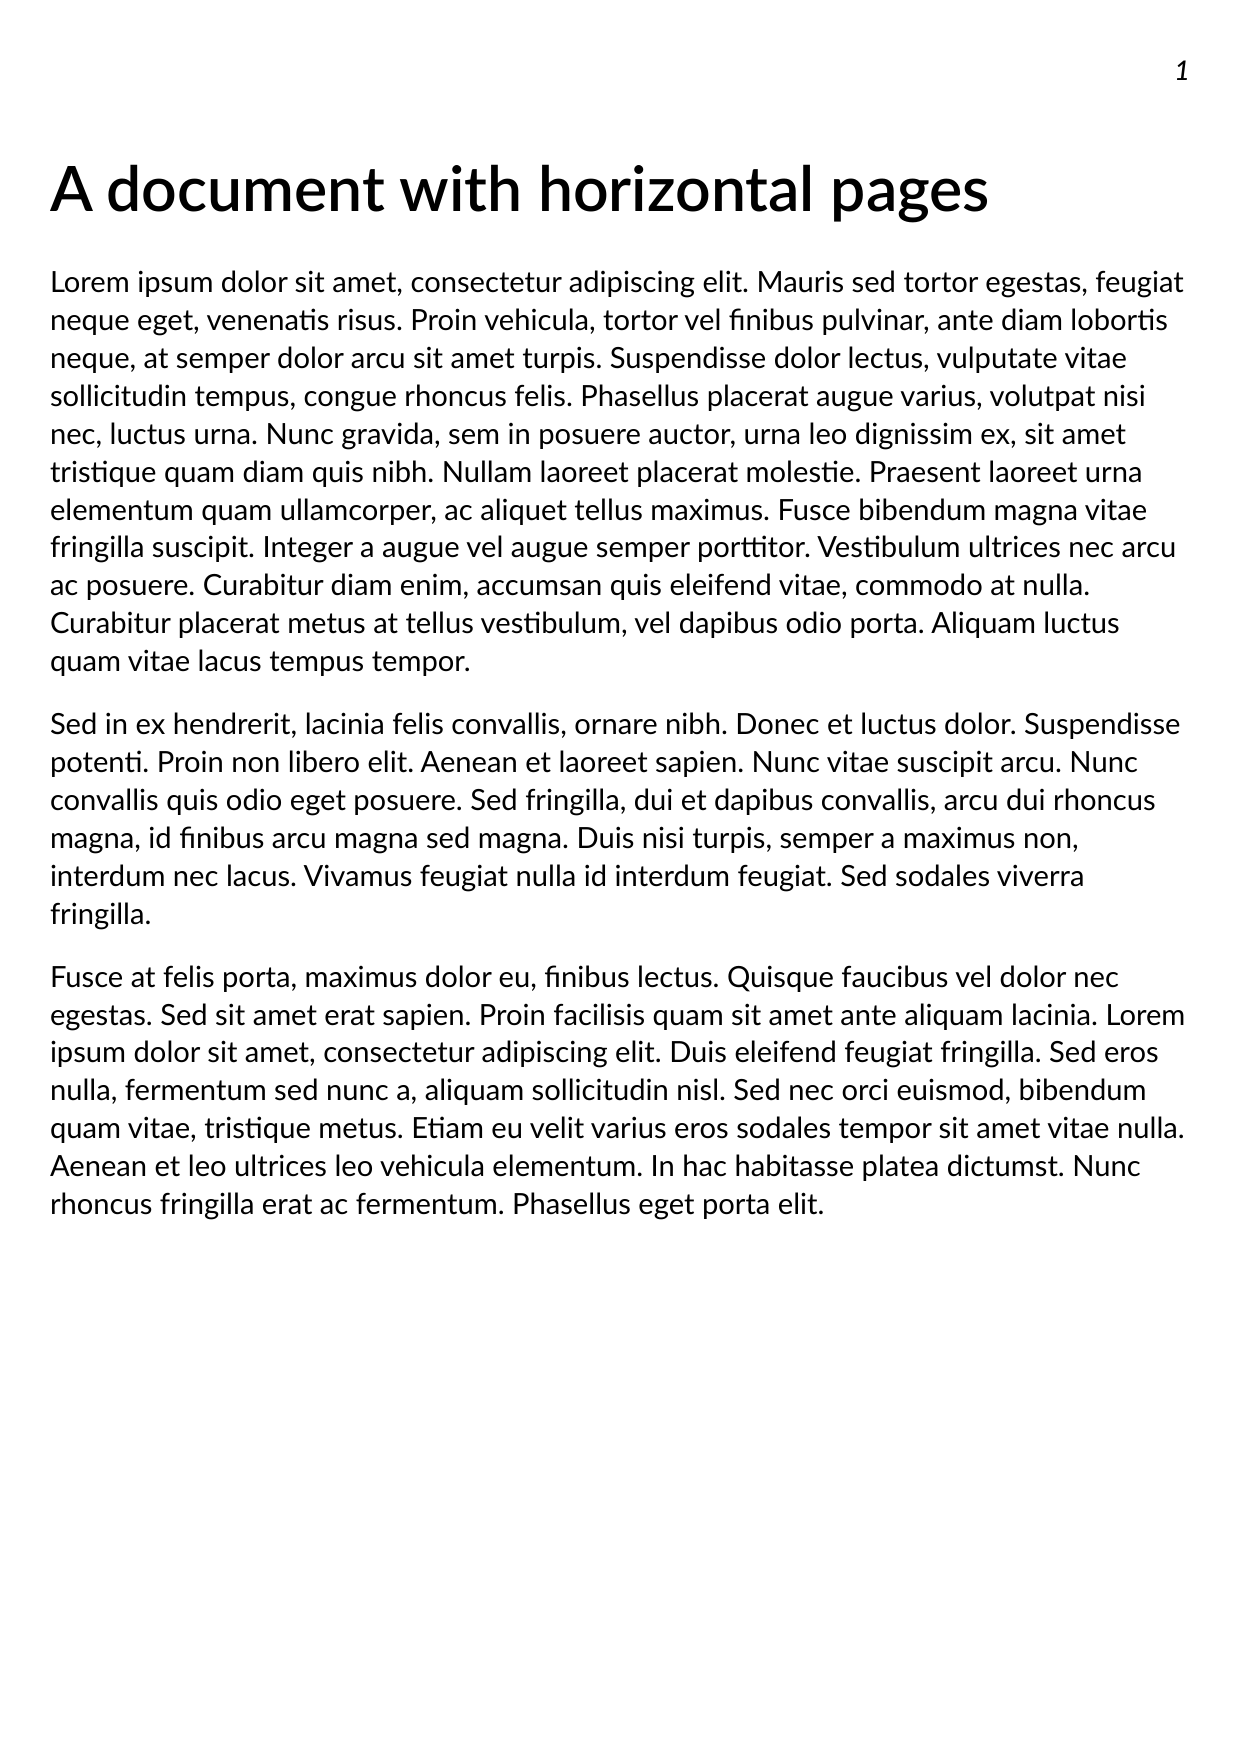 1
A document with horizontal pages
Lorem ipsum dolor sit amet, consectetur adipiscing elit. Mauris sed tortor egestas, feugiat
neque eget, venenatis risus. Proin vehicula, tortor vel finibus pulvinar, ante diam lobortis
neque, at semper dolor arcu sit amet turpis. Suspendisse dolor lectus, vulputate vitae
sollicitudin tempus, congue rhoncus felis. Phasellus placerat augue varius, volutpat nisi
nec, luctus urna. Nunc gravida, sem in posuere auctor, urna leo dignissim ex, sit amet
tristique quam diam quis nibh. Nullam laoreet placerat molestie. Praesent laoreet urna
elementum quam ullamcorper, ac aliquet tellus maximus. Fusce bibendum magna vitae
fringilla suscipit. Integer a augue vel augue semper porttitor. Vestibulum ultrices nec arcu
ac posuere. Curabitur diam enim, accumsan quis eleifend vitae, commodo at nulla.
Curabitur placerat metus at tellus vestibulum, vel dapibus odio porta. Aliquam luctus
quam vitae lacus tempus tempor.
Sed in ex hendrerit, lacinia felis convallis, ornare nibh. Donec et luctus dolor. Suspendisse
potenti. Proin non libero elit. Aenean et laoreet sapien. Nunc vitae suscipit arcu. Nunc
convallis quis odio eget posuere. Sed fringilla, dui et dapibus convallis, arcu dui rhoncus
magna, id finibus arcu magna sed magna. Duis nisi turpis, semper a maximus non,
interdum nec lacus. Vivamus feugiat nulla id interdum feugiat. Sed sodales viverra
fringilla.
Fusce at felis porta, maximus dolor eu, finibus lectus. Quisque faucibus vel dolor nec
egestas. Sed sit amet erat sapien. Proin facilisis quam sit amet ante aliquam lacinia. Lorem
ipsum dolor sit amet, consectetur adipiscing elit. Duis eleifend feugiat fringilla. Sed eros
nulla, fermentum sed nunc a, aliquam sollicitudin nisl. Sed nec orci euismod, bibendum
quam vitae, tristique metus. Etiam eu velit varius eros sodales tempor sit amet vitae nulla.
Aenean et leo ultrices leo vehicula elementum. In hac habitasse platea dictumst. Nunc
rhoncus fringilla erat ac fermentum. Phasellus eget porta elit.